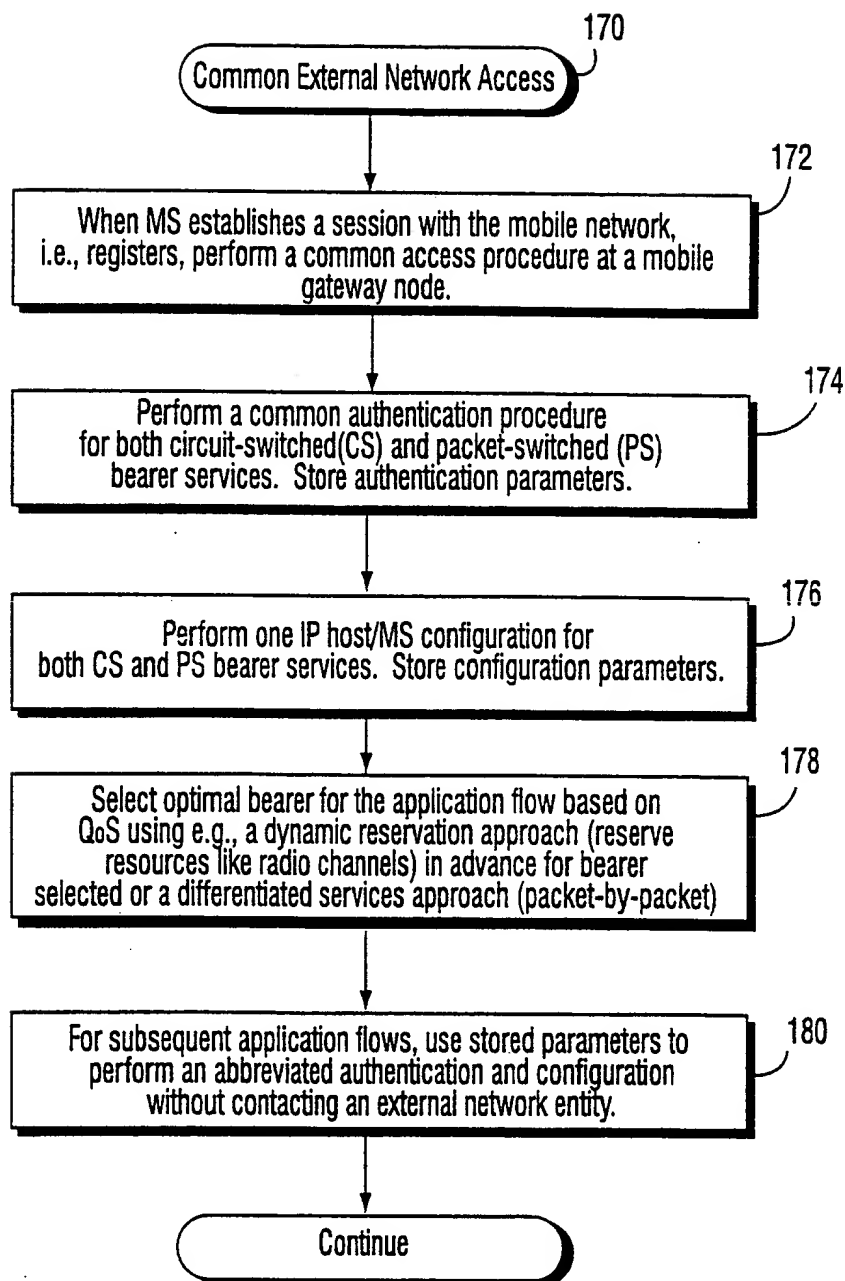 170
Common External Network Access
172
When MS establishes a session with the mobile network,
i.e., registers, perform a common access procedure at a mobile
gateway node.
174
Perform a common authentication procedure
for both circuit-switched(CS) and packet-switched (PS)
bearer services. Store authentication parameters.
176
Perform one IP host/MS configuration for
both CS and PS bearer services. Store configuration parameters.
178
Select optimal bearer for the application flow based on
QoS using e.g., a dynamic reservation approach (reserve
resources like radio channels) in advance for bearer
selected or a differentiated services approach (packet-by-packet)
180
For subsequent application flows, use stored parameters to
perform an abbreviated authentication and configuration
without contacting an external network entity.
Continue